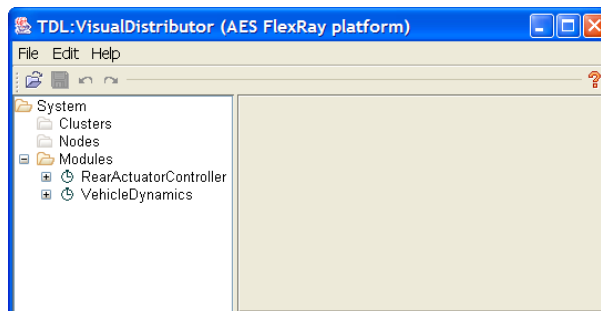 TDL:VisualDistributor (AES FlexRay platform)
File Edit Help
System
Clusters
Nodes
Modules
RearActuatorController
VehicleDynamics